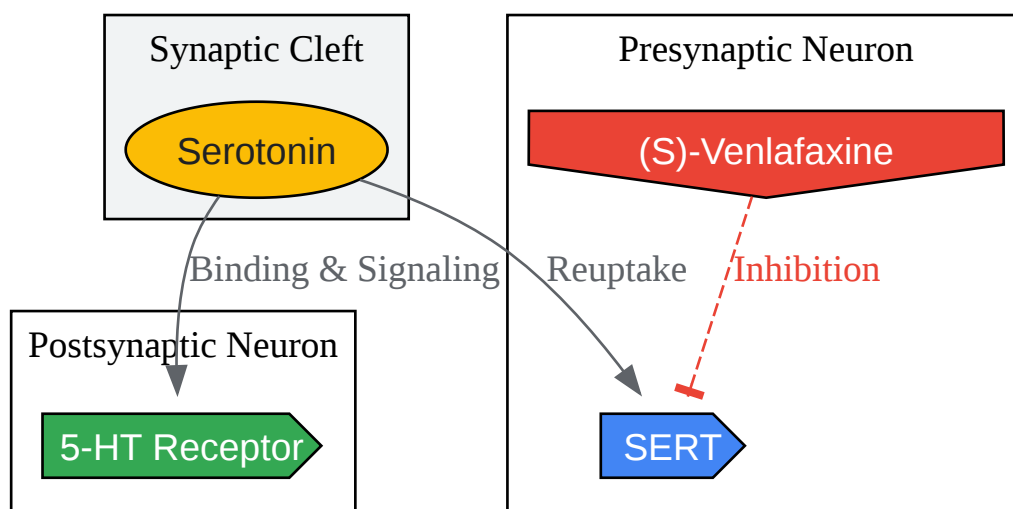 Synaptic Cleft
Presynaptic Neuron
Serotonin
(S)-Venlafaxine
Binding & Signaling
Reuptake
Inhibition
Postsynaptic Neuron
5-HT Receptor
SERT